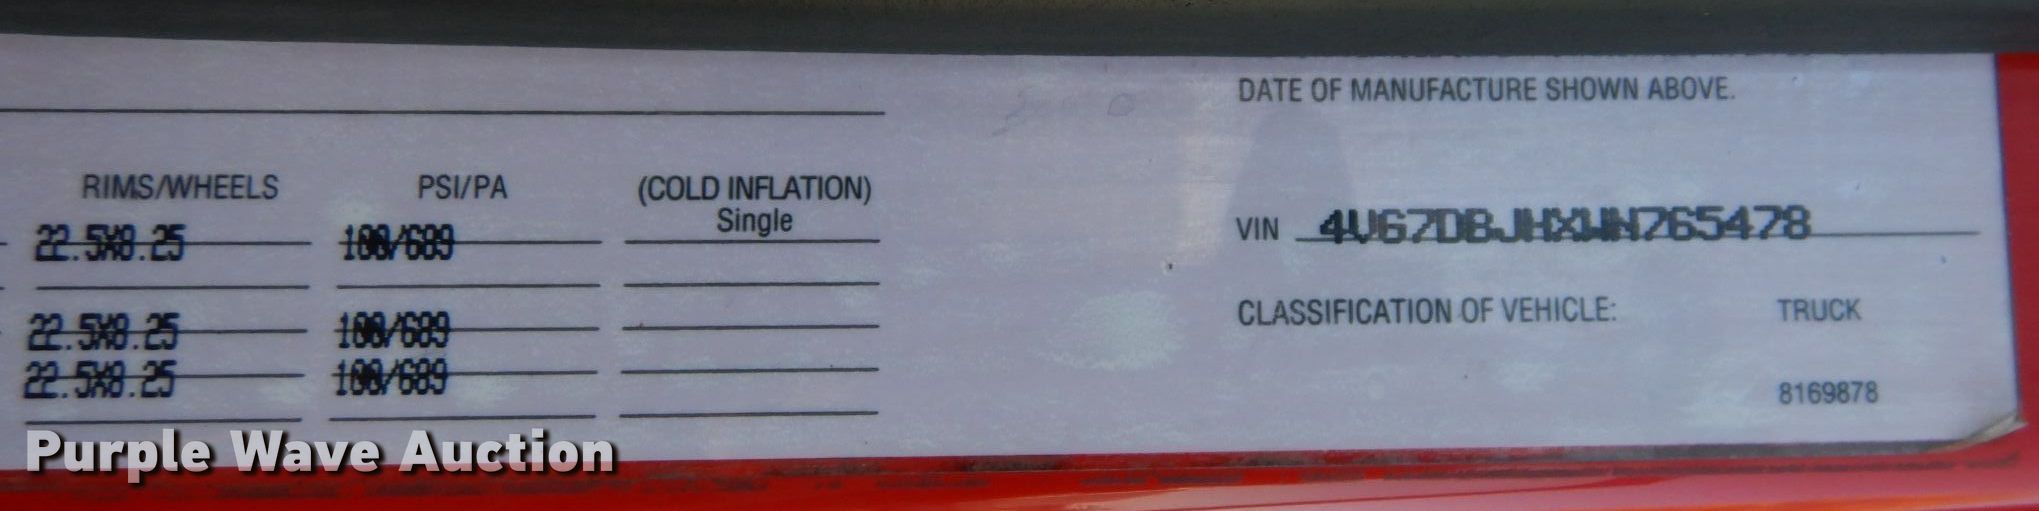 DATE OF MANUFACTURE SHOWN ABOVE.
RIMS/WHEELS PSI/PA (COLD INFLATION)
Single
22.5X8.25 100/689
VIN 4VG7DBJHXWN765478
22.5X8.25 100/689
CLASSIFICATION OF VEHICLE: TRUCK
22.5X8.25 100/689
8169878
Purple Wave Auction